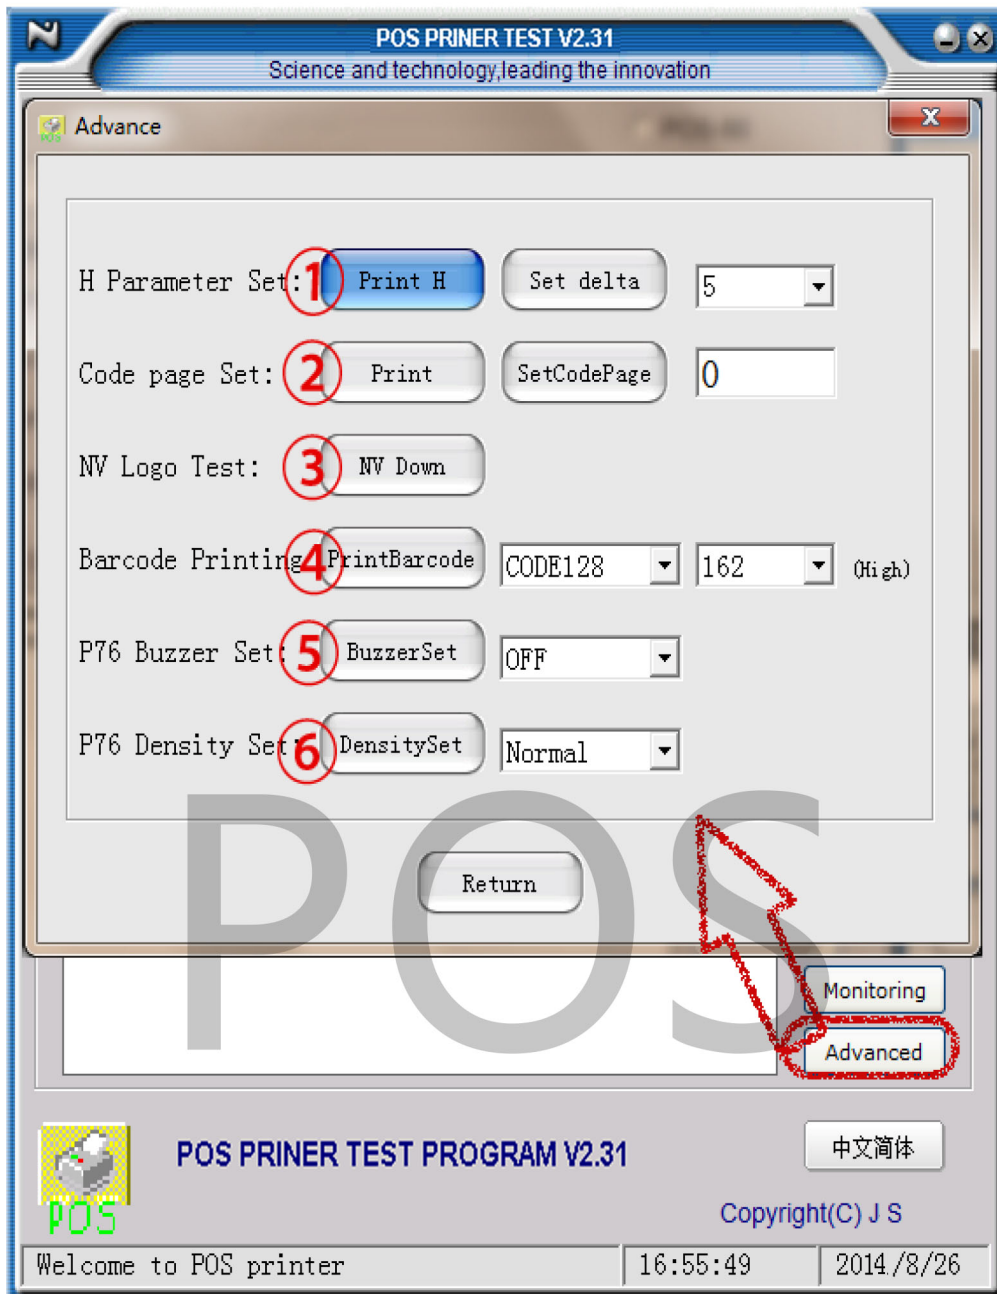 POS PRINER TEST V2.31
Science and technology,leading the innovation
POS
Advance
X
H Parameter Set: 1 Print H Set delta 5
Code page Set: 2 Print SetCodePage 0
NV Logo Test: 3 NV Down
Barcode Printing 4 PrintBarcode CODE128 162 (High)
P76 Buzzer Set: 5 BuzzerSet OFF
P76 Density Set: 6 DensitySet Normal
POS
Return
Monitoring
Advanced
POS
POS PRINER TEST PROGRAM V2.31
中文简体
Copyright(C) J S
Welcome to POS printer 16:55:49 2014/8/26